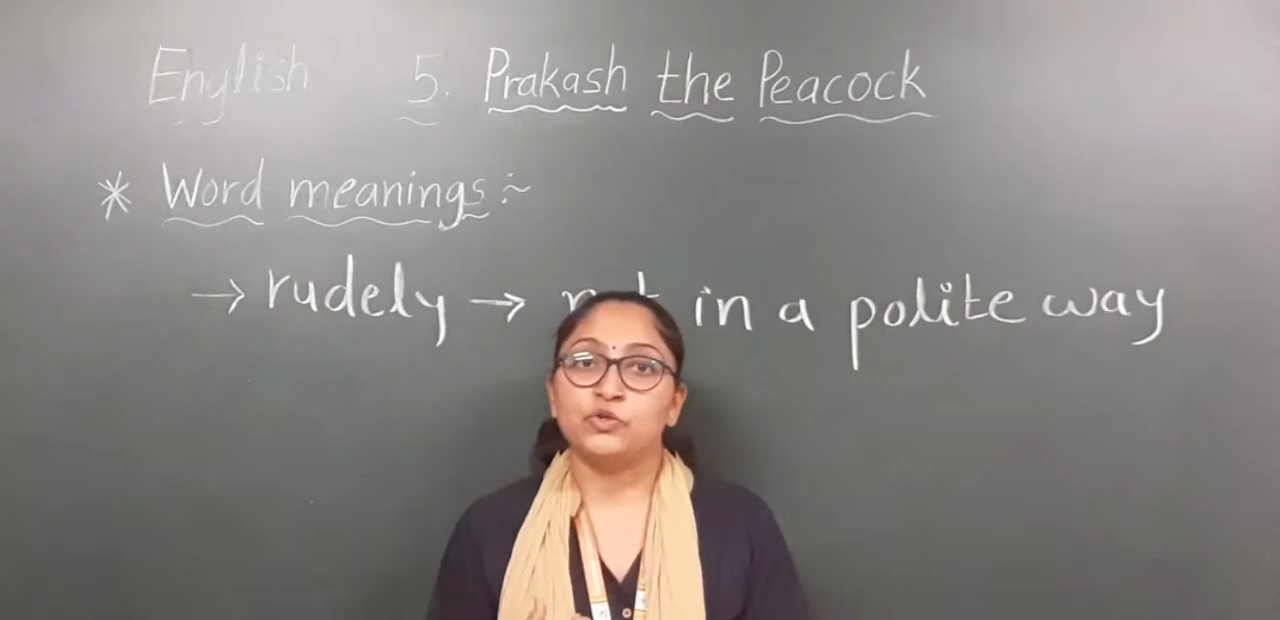 English 5. Prakash the Peacock
* Word meanings :~
→ rudely → in a polite way